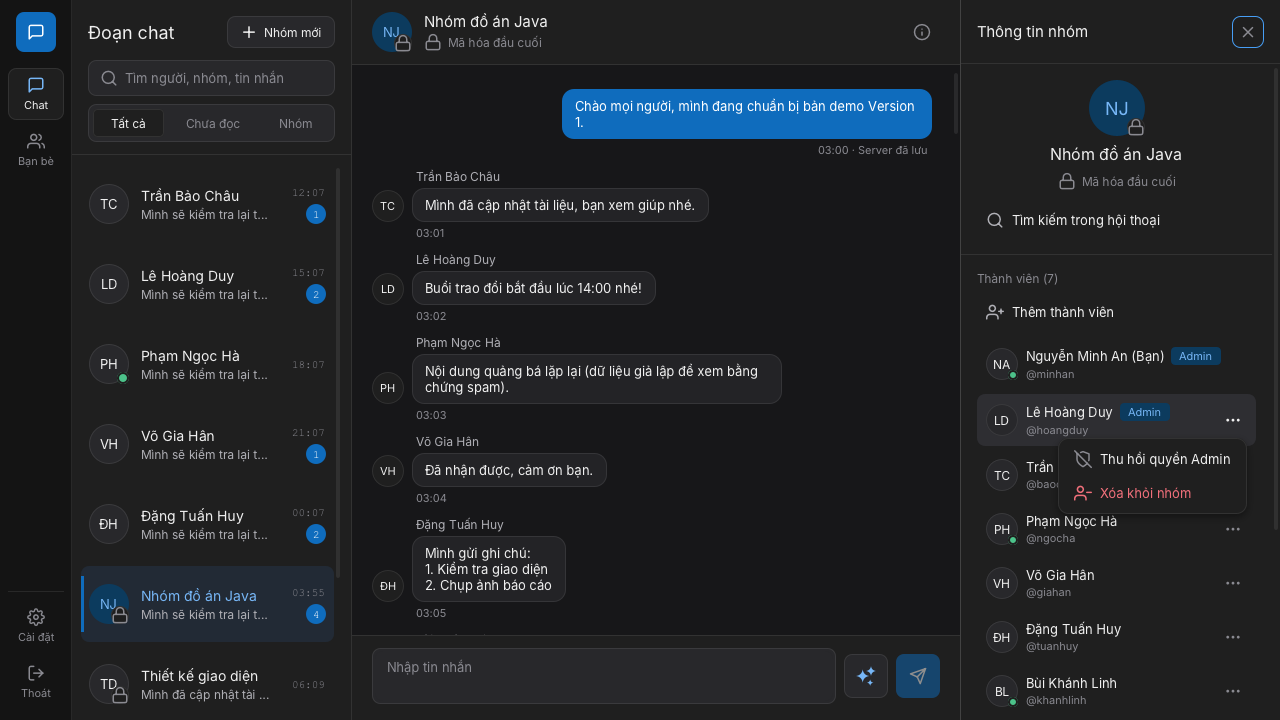 Chat
Bạn bè
Cài đặt
Thoát
Đoạn chat
Nhóm mới
Tìm người, nhóm, tin nhắn
Tất cả
Chưa đọc
Nhóm
TC
Trần Bảo Châu
12:07
Mình sẽ kiểm tra lại t...
1
LD
Lê Hoàng Duy
15:07
Mình sẽ kiểm tra lại t...
2
PH
Phạm Ngọc Hà
Mình sẽ kiểm tra lại t...
18:07
VH
Võ Gia Hân
21:07
Mình sẽ kiểm tra lại t...
1
ĐH
Đặng Tuấn Huy
00:07
Mình sẽ kiểm tra lại t...
2
NJ
Nhóm đồ án Java
03:55
Mình sẽ kiểm tra lại t...
4
TD
Thiết kế giao diện
Mình đã cập nhật tài ...
06:09
NJ
Nhóm đồ án Java
Mã hóa đầu cuối
Chào mọi người, mình đang chuẩn bị bản demo Version
1.
03:00 · Server đã lưu
Trần Bảo Châu
TC
Mình đã cập nhật tài liệu, bạn xem giúp nhé.
03:01
Lê Hoàng Duy
LD
Buổi trao đổi bắt đầu lúc 14:00 nhé!
03:02
Phạm Ngọc Hà
PH
Nội dung quảng bá lặp lại (dữ liệu giả lập để xem bằng
chứng spam).
03:03
Võ Gia Hân
VH
Đã nhận được, cảm ơn bạn.
03:04
Đặng Tuấn Huy
ĐH
Mình gửi ghi chú:
1. Kiểm tra giao diện
2. Chụp ảnh báo cáo
03:05
Nhập tin nhắn
Thông tin nhóm
NJ
Nhóm đồ án Java
Mã hóa đầu cuối
Tìm kiếm trong hội thoại
Thành viên (7)
Thêm thành viên
NA
Nguyễn Minh An (Bạn)
Admin
@minhan
LD
Lê Hoàng Duy
Admin
@hoangduy
TC
Trần
Thu hồi quyền Admin
Xóa khỏi nhóm
PH
Phạm Ngọc Hà
@ngocha
VH
Võ Gia Hân
@giahan
ĐH
Đặng Tuấn Huy
@tuanhuy
BL
Bùi Khánh Linh
@khanhlinh